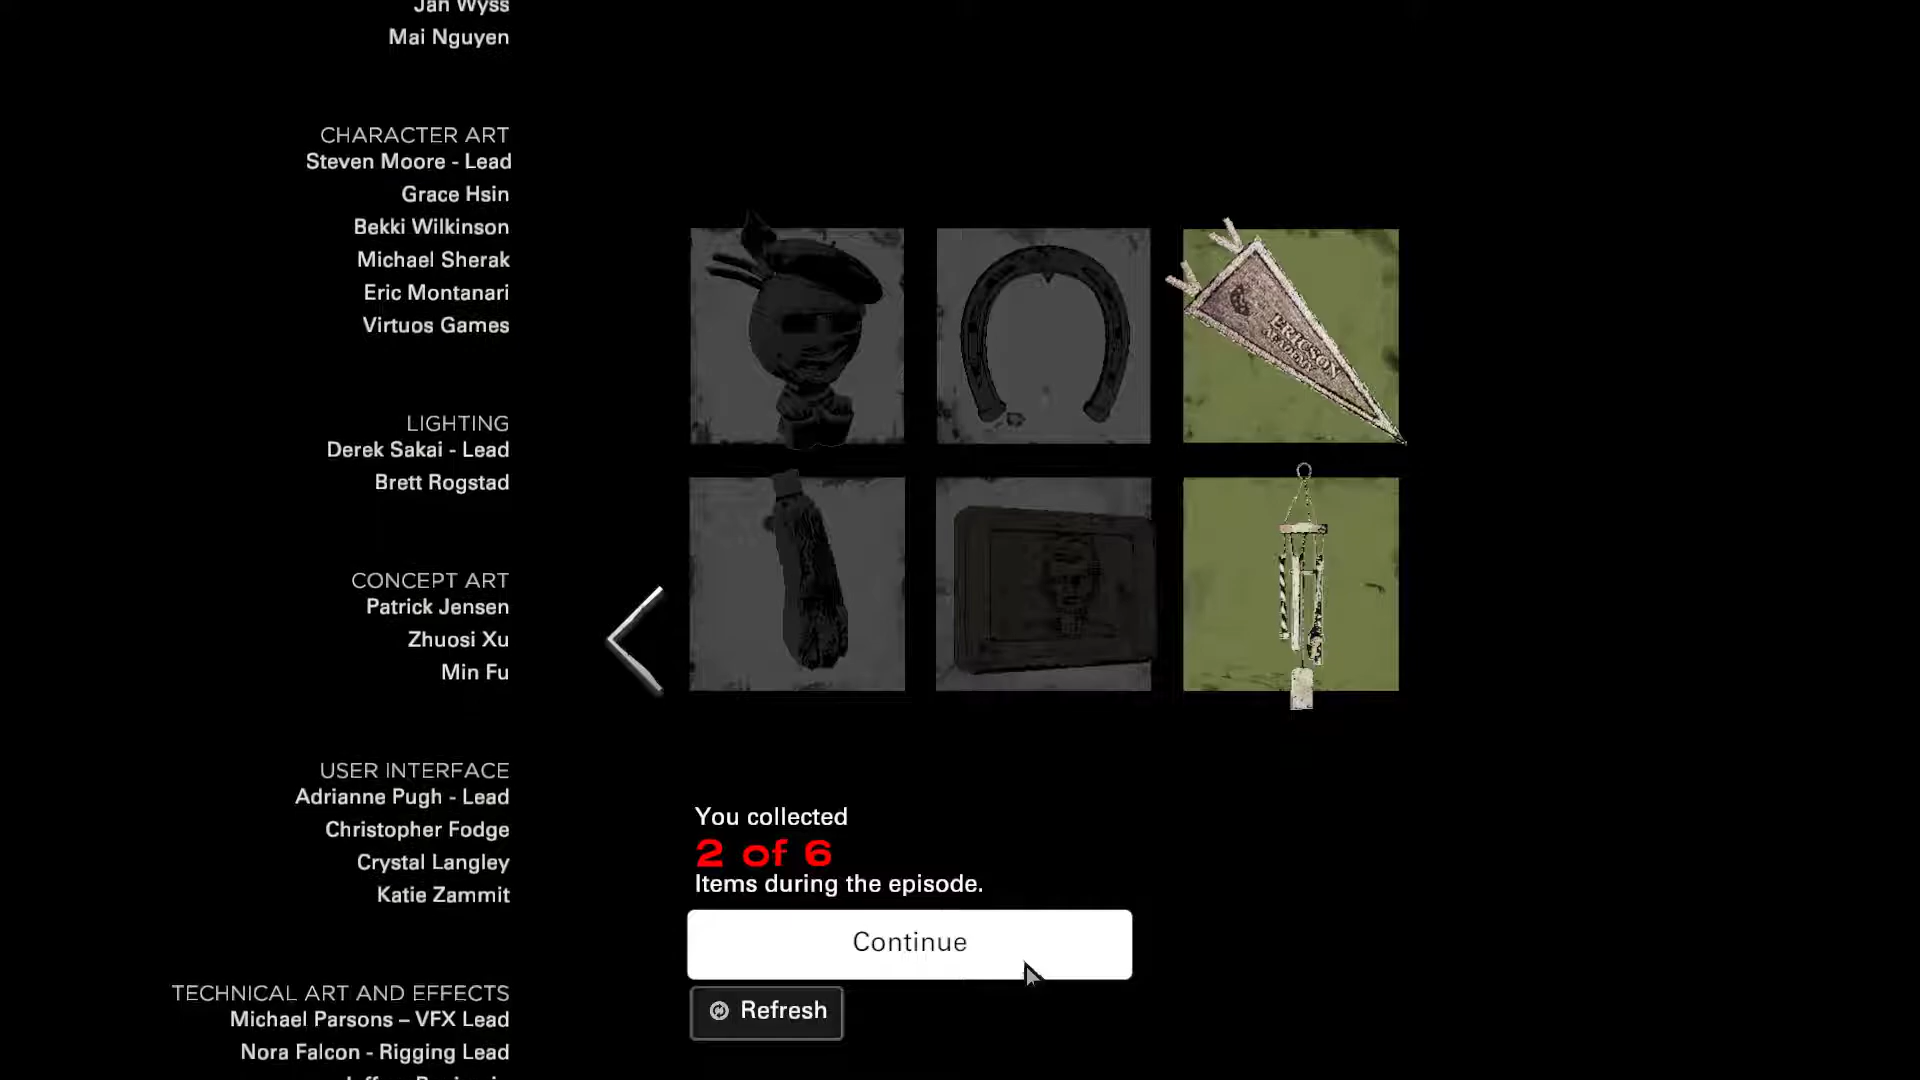 Jan Wyss
Mai Nguyen
CHARACTER ART
Steven Moore - Lead
Grace Hsin
Bekki Wilkinson
Michael Sherak
Eric Montanari
Virtuos Games
LIGHTING
Derek Sakai - Lead
Brett Rogstad
CONCEPT ART
Patrick Jensen
Zhuosi Xu
Min Fu
USER INTERFACE
Adrianne Pugh - Lead
Christopher Fodge
Crystal Langley
Katie Zammit
TECHNICAL ART AND EFFECTS
Michael Parsons – VFX Lead
Nora Falcon - Rigging Lead
ERICSON
ACADEMY
You collected
2 of 6
Items during the episode.
Continue
Refresh